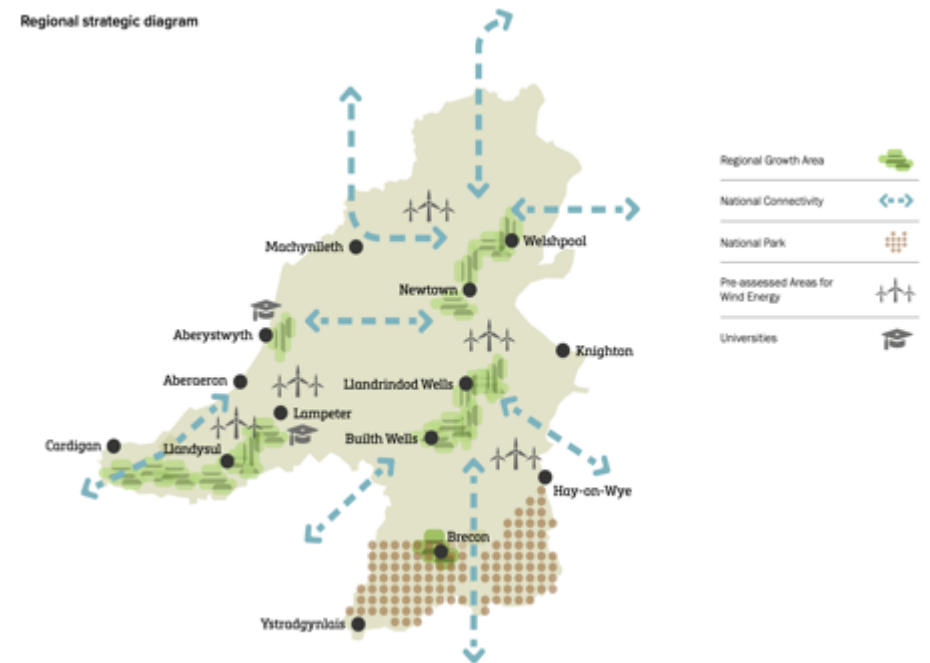 Regional strategic diagram
Regional Growth Area
National Connectivity
National Park
Pre-assessed Areas for
Wind Energy
Universities
Machynlleth
Welshpool
Newtown
Aberystwyth
Knighton
Aberaeron
Llandrindod Wells
Lampeter
Cardigan
Llandysul
Builth Wells
Hay-on-Wye
Brecon
Ystradgynlais